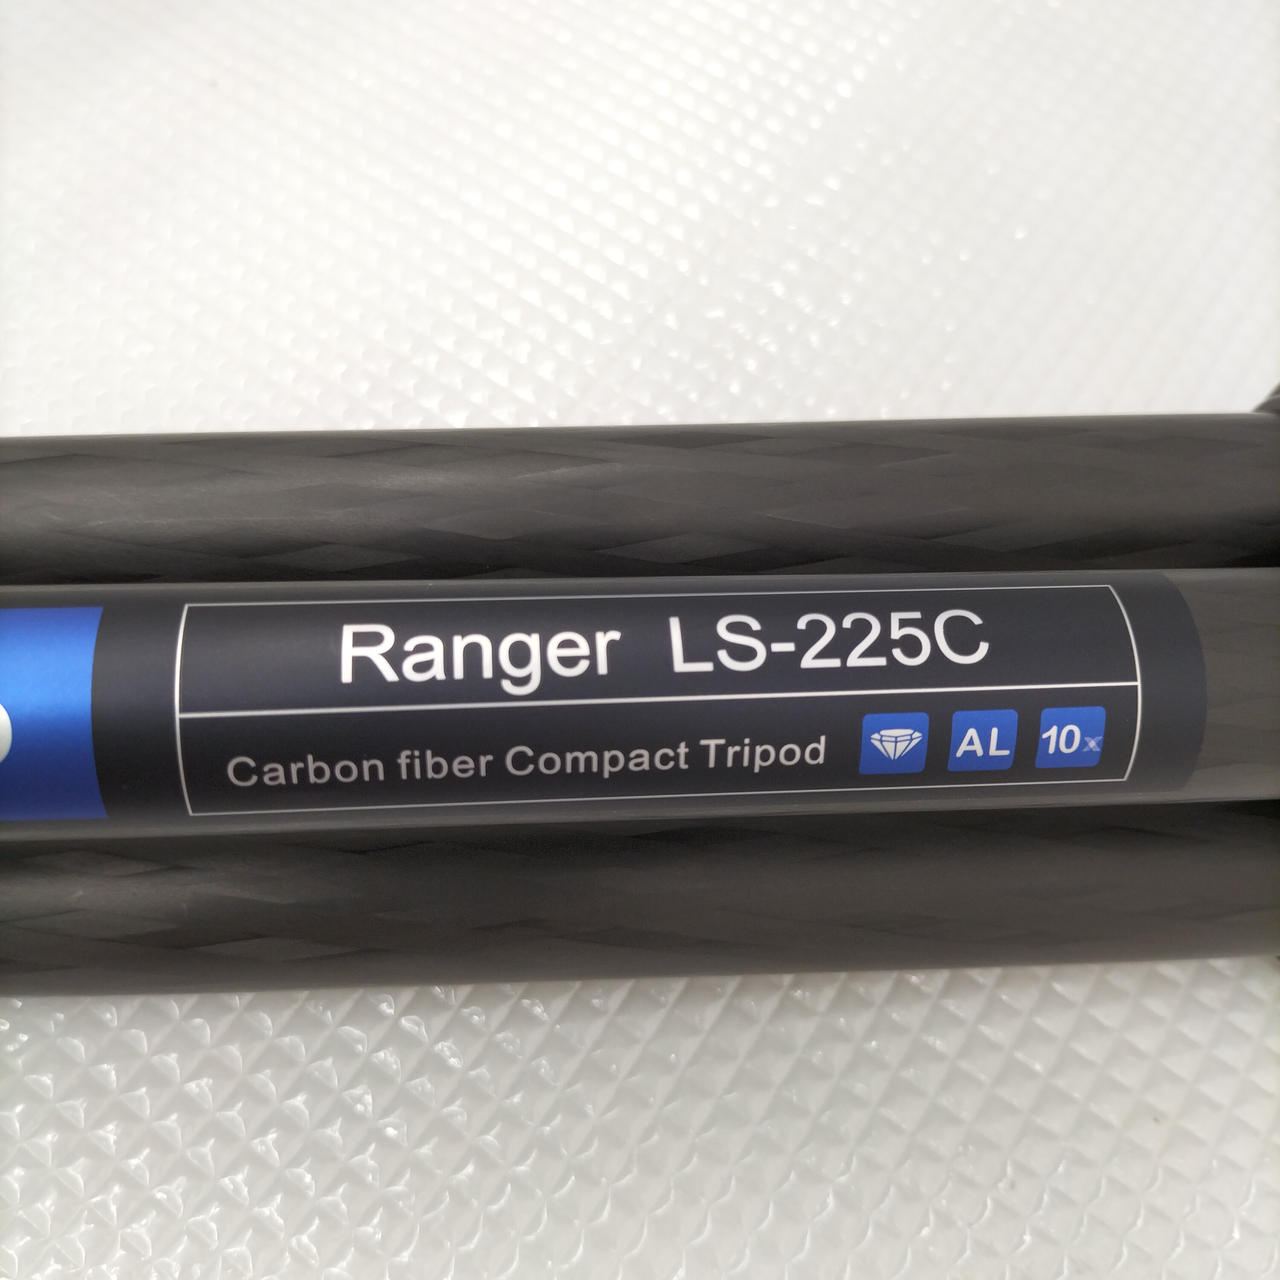 Ranger LS-225C
Carbon fiber Compact Tripod AL 10x